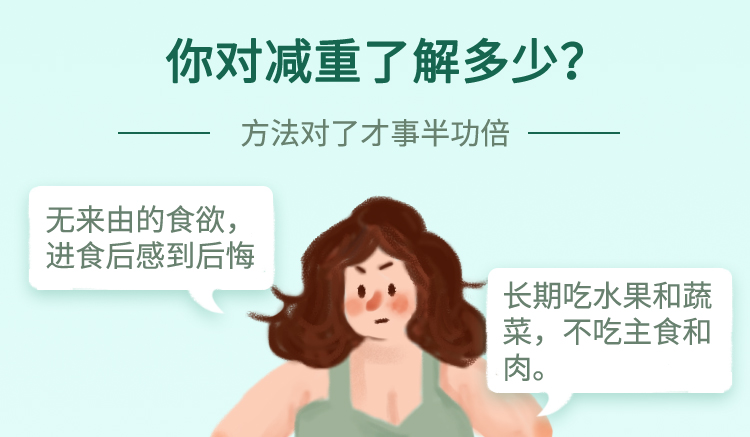 你对减重了解多少？
方法对了才事半功倍
无来由的食欲，
进食后感到后悔
长期吃水果和蔬
菜，不吃主食和
肉。